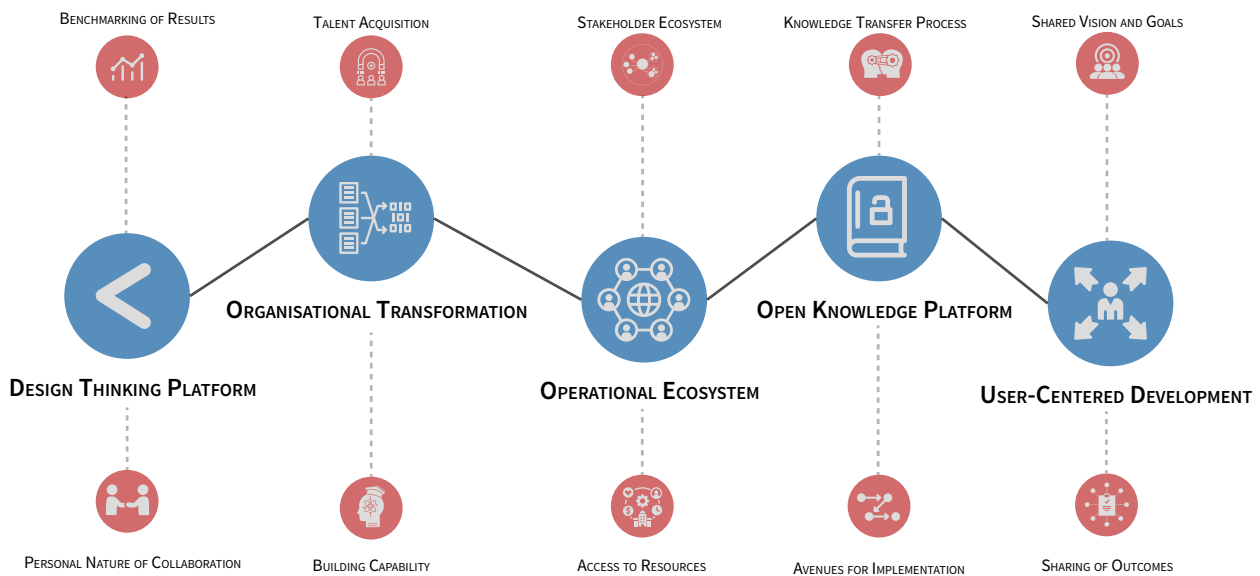 Benchmarking of Results
Talent Acquisition
Stakeholder Ecosystem
Knowledge Transfer Process
Shared Vision and Goals
Organisational Transformation
Open Knowledge Platform
Design Thinking Platform
Operational Ecosystem
User-Centered Development
Personal Nature of Collaboration
Building Capability
Access to Resources
Avenues for Implementation
Sharing of Outcomes